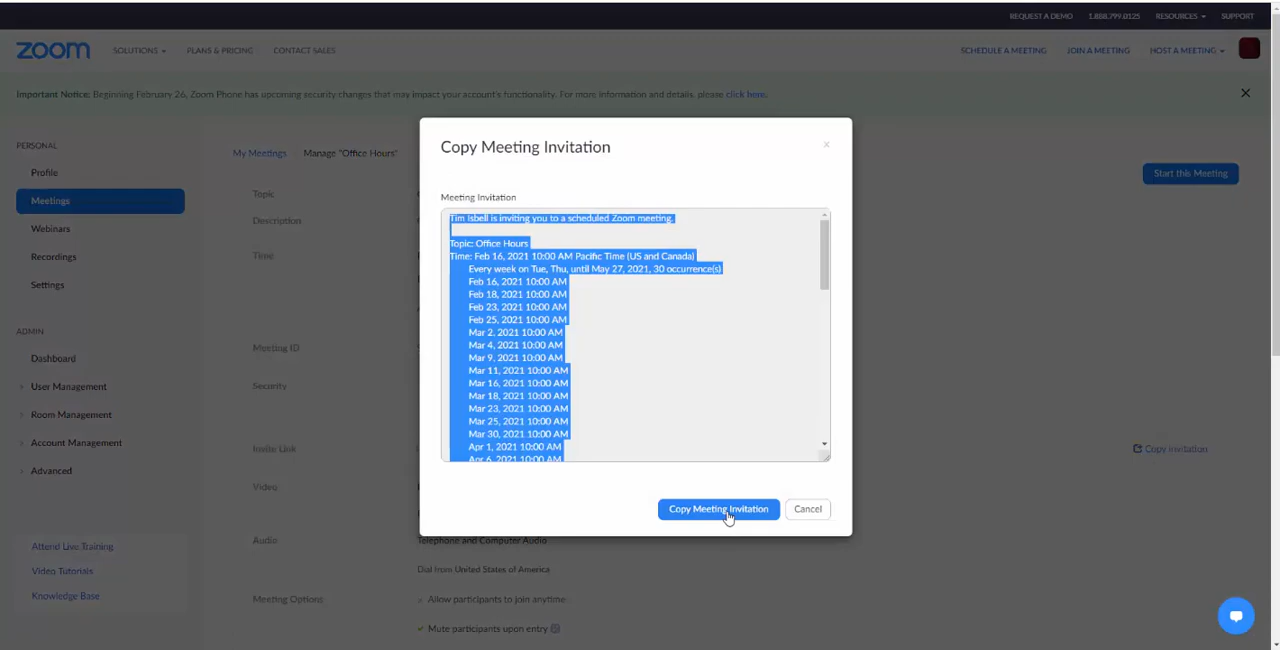 REQUEST A DEMO 1.888.799.0125 RESOURCES SUPPORT
zoom SOLUTIONS PLANS & PRICING CONTACT SALES SCHEDULE A MEETING JOIN A MEETING HOST A MEETING
Important Notice: Beginning February 26, Zoom Phone has upcoming security changes that may impact your account's functionality. For more information and details, please click here.
PERSONAL
Profile
Meetings
Webinars
Recordings
Settings
ADMIN
Dashboard
User Management
Room Management
Account Management
Advanced
Attend Live Training
Video Tutorials
Knowledge Base
My Meetings Manage "Office Hours"
Start this Meeting
Topic
Description
Time
Meeting ID
Security
Invite Link
Copy Invitation
Video
Audio
Telephone and Computer Audio
Dial from United States of America
Meeting Options
Allow participants to join anytime
Mute participants upon entry
Copy Meeting Invitation
Meeting Invitation
Tim Isbell is inviting you to a scheduled Zoom meeting.
Topic: Office Hours
Time: Feb 16, 2021 10:00 AM Pacific Time (US and Canada)
Every week on Tue, Thu, until May 27, 2021, 30 occurrence(s)
Feb 16, 2021 10:00 AM
Feb 18, 2021 10:00 AM
Feb 23, 2021 10:00 AM
Feb 25, 2021 10:00 AM
Mar 2, 2021 10:00 AM
Mar 4, 2021 10:00 AM
Mar 9, 2021 10:00 AM
Mar 11, 2021 10:00 AM
Mar 16, 2021 10:00 AM
Mar 18, 2021 10:00 AM
Mar 23, 2021 10:00 AM
Mar 25, 2021 10:00 AM
Mar 30, 2021 10:00 AM
Apr 1, 2021 10:00 AM
Apr 6, 2021 10:00 AM
Copy Meeting Invitation
Cancel